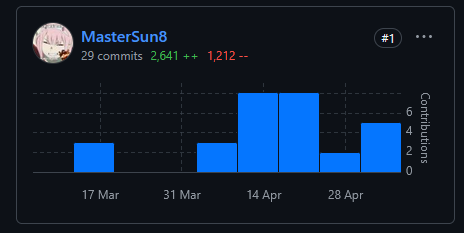 MasterSun8
#1
29 commits 2,641 ++ 1,212 --
6
4
2
0
Contributions
17 Mar 31 Mar 14 Apr 28 Apr